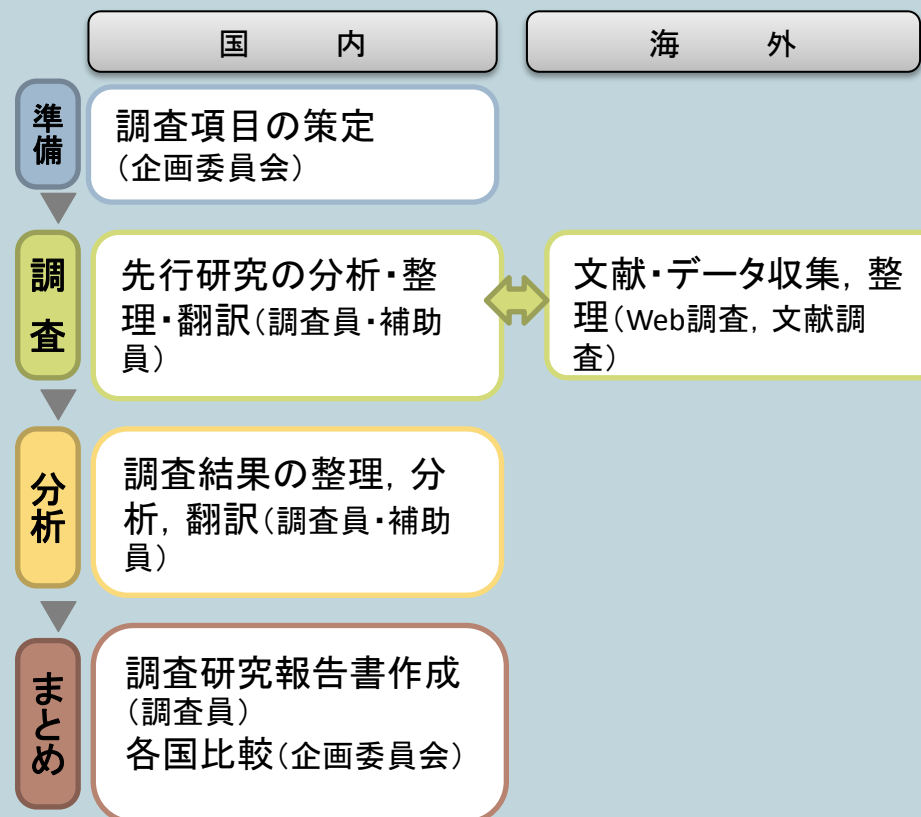 国　内
海　外
準備
調査項目の策定
（企画委員会）
調査
先行研究の分析・整
理・翻訳（調査員・補助
員）
文献・データ収集，整
理（Web調査，文献調
査）
分析
調査結果の整理，分
析，翻訳（調査員・補助
員）
まとめ
調査研究報告書作成
（調査員）
各国比較（企画委員会）